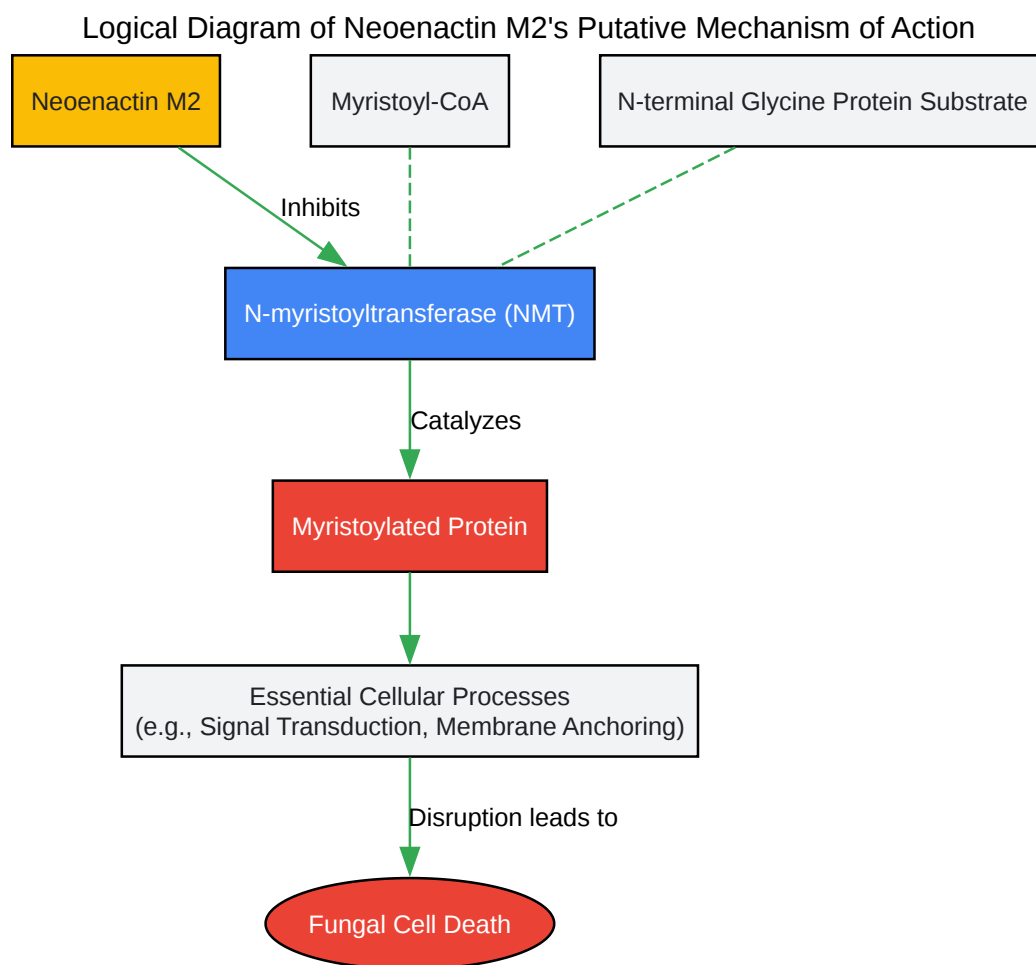 Logical Diagram of Neoenactin M2's Putative Mechanism of Action
Neoenactin M2
Myristoyl-CoA
N-terminal Glycine Protein Substrate
Inhibits
N-myristoyltransferase (NMT)
Catalyzes
Myristoylated Protein
Essential Cellular Processes
(e.g., Signal Transduction, Membrane Anchoring)
Disruption leads to
Fungal Cell Death